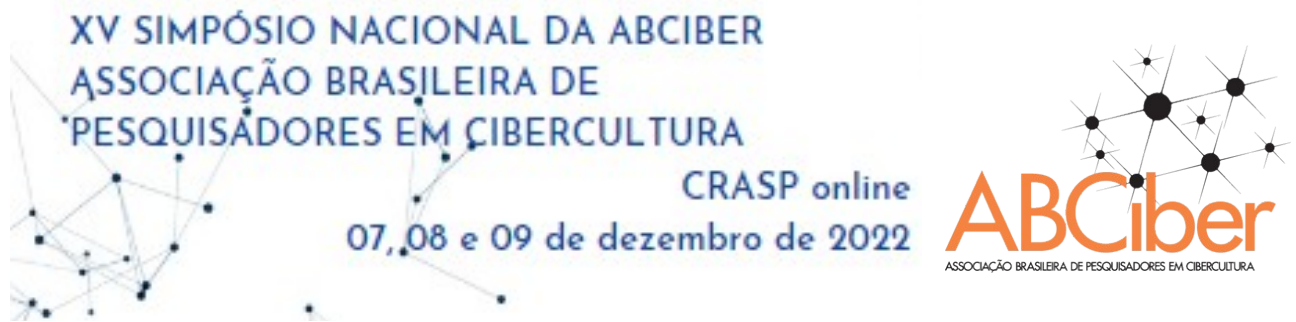 XV SIMPÓSIO NACIONAL DA ABCIBER
ASSOCIAÇÃO BRASILEIRA DE
PESQUISADORES EM CIBERCULTURA
CRASP online
07, 08 e 09 de dezembro de 2022
ABCiber
ASSOCIAÇÃO BRASILEIRA DE PESQUISADORES EM CIBERCULTURA